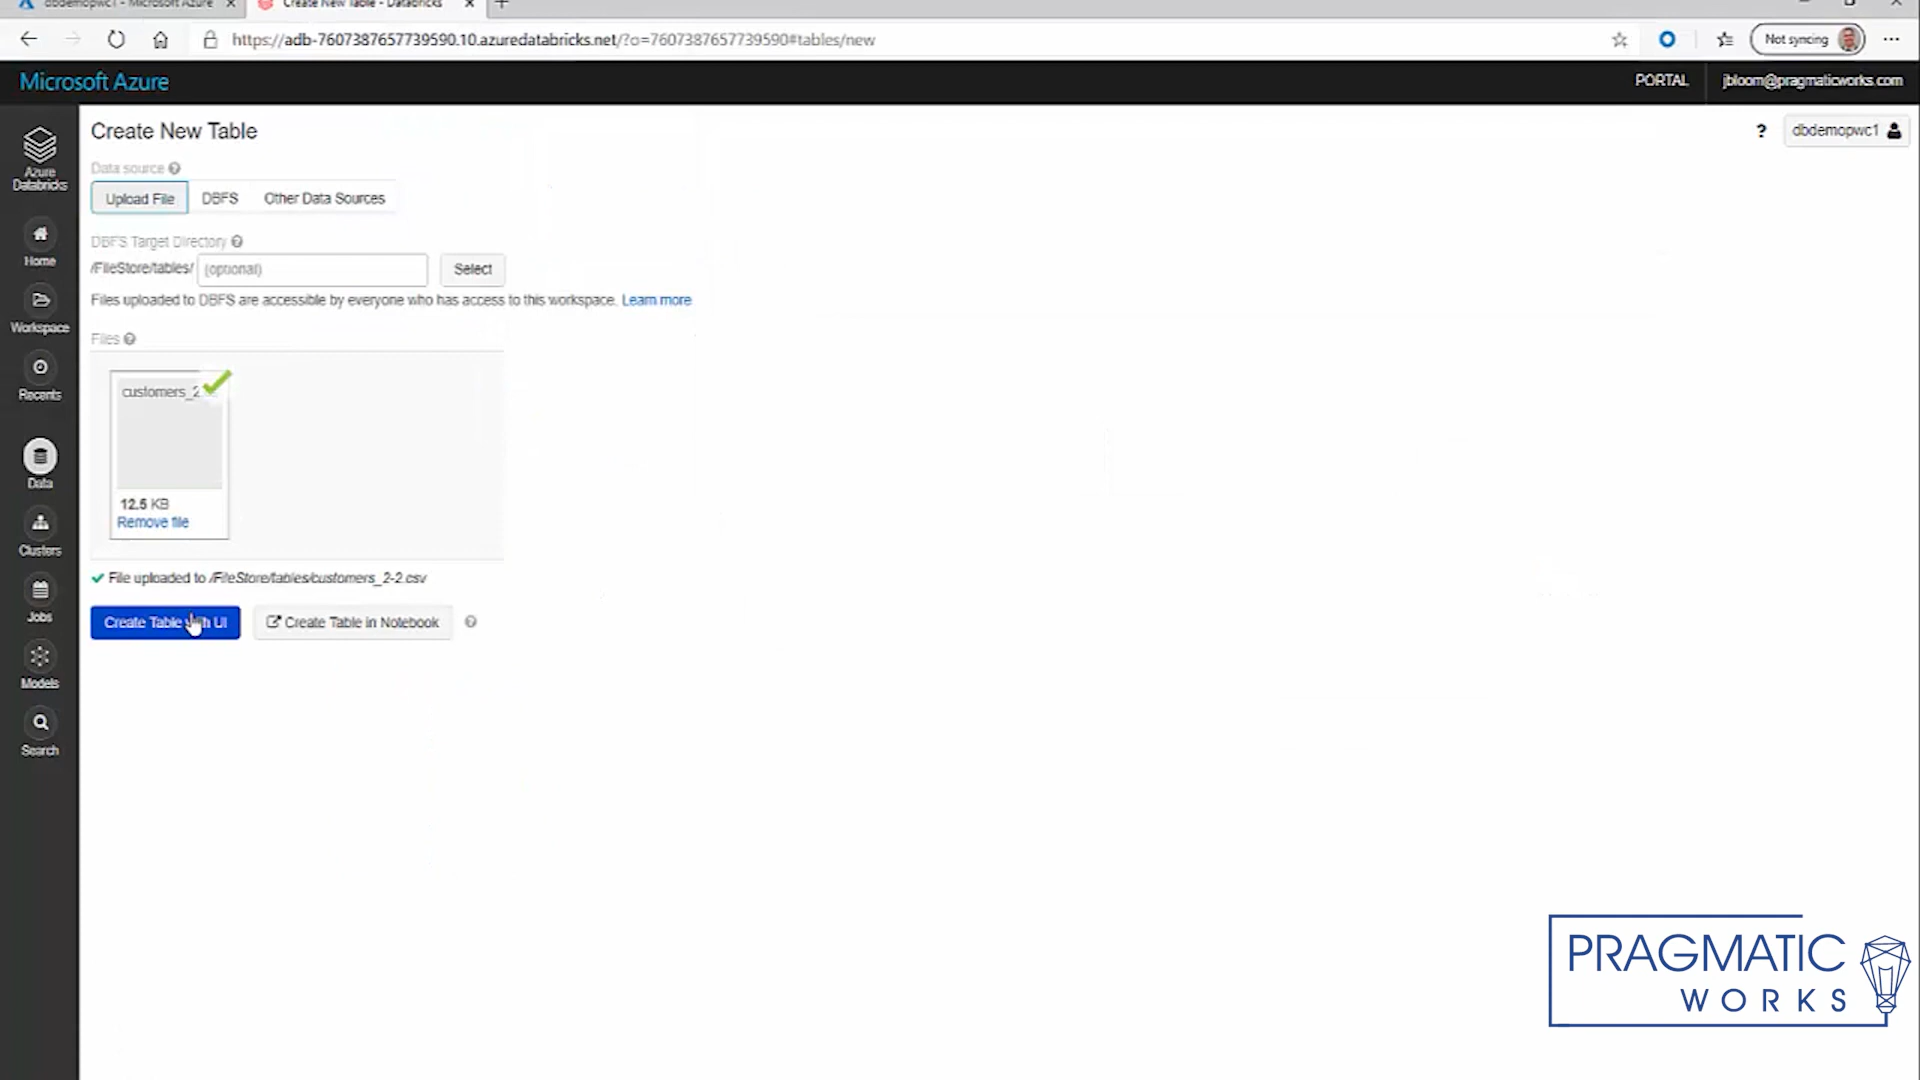 dbdemopwc1 - Microsoft Azure
Create New Table - Databricks
https://adb-7607387657739590.10.azuredatabricks.net/?o=7607387657739590#tables/new
Not syncing
Microsoft Azure
PORTAL
jbloom@pragmaticworks.com
Azure
Databricks
Home
Workspace
Recents
Data
Clusters
Jobs
Models
Search
Create New Table
?
dbdemopwc1
Data source
Upload File
DBFS
Other Data Sources
DBFS Target Directory
/FileStore/tables/
(optional)
Select
Files uploaded to DBFS are accessible by everyone who has access to this workspace. Learn more
Files
customers_2
12.5 KB
Remove file
File uploaded to /FileStore/tables/customers_2-2.csv
Create Table with UI
Create Table in Notebook
PRAGMATIC
WORKS